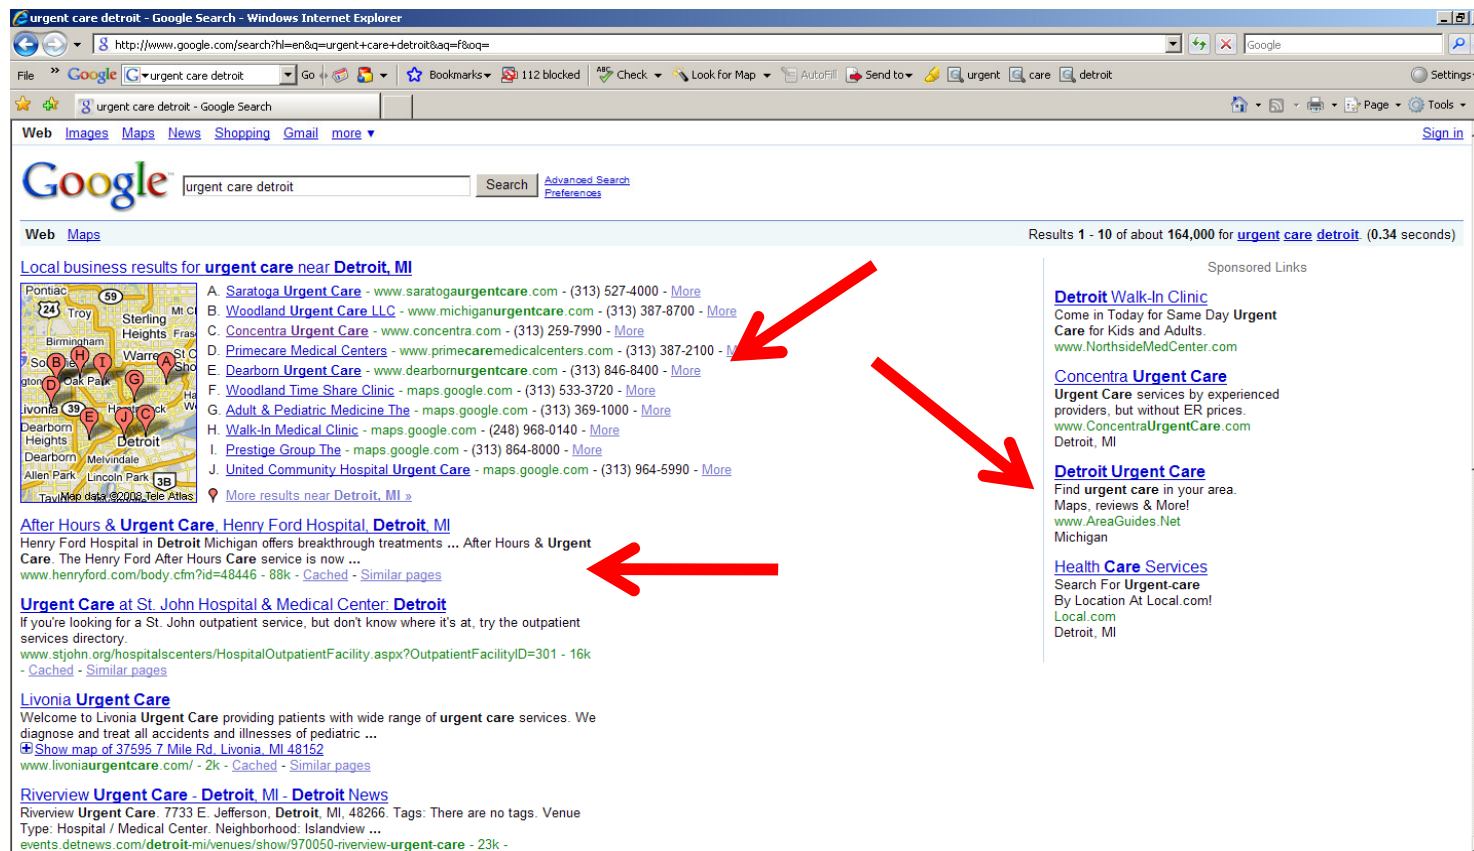 urgent care detroit - Google Search - Windows Internet Explorer
http://www.google.com/search?hl=en&q=urgent+care+detroit&aq=f&oq=
Google
File » Google G urgent care detroit Go Bookmarks 112 blocked Check Look for Map AutoFill Send to urgent care detroit Settings
urgent care detroit - Google Search
Page Tools
Web Images Maps News Shopping Gmail more ▼
Sign in
Google
urgent care detroit
Search
Advanced Search
Preferences
Web Maps
Results 1 - 10 of about 164,000 for urgent care detroit. (0.34 seconds)
Local business results for urgent care near Detroit, MI
A. Saratoga Urgent Care - www.saratogaurgentcare.com - (313) 527-4000 - More
B. Woodland Urgent Care LLC - www.michiganurgentcare.com - (313) 387-8700 - More
C. Concentra Urgent Care - www.concentra.com - (313) 259-7990 - More
D. Primecare Medical Centers - www.primecaremedicalcenters.com - (313) 387-2100 -
E. Dearborn Urgent Care - www.dearbornurgentcare.com - (313) 846-8400 - More
F. Woodland Time Share Clinic - maps.google.com - (313) 533-3720 - More
G. Adult & Pediatric Medicine The - maps.google.com - (313) 369-1000 - More
H. Walk-In Medical Clinic - maps.google.com - (248) 968-0140 - More
I. Prestige Group The - maps.google.com - (313) 864-8000 - More
J. United Community Hospital Urgent Care - maps.google.com - (313) 964-5990 - More
More results near Detroit, MI »
Pontiac
59
24 Troy
Sterling
Heights
Birmingham
B H I A
D Oak Park G
Livonia 39 E J C
Dearborn
Heights
Detroit
Dearborn Melvindale
Allen Park Lincoln Park 3B
Map data ©2008 Tele Atlas
After Hours & Urgent Care, Henry Ford Hospital, Detroit, MI
Henry Ford Hospital in Detroit Michigan offers breakthrough treatments ... After Hours & Urgent
Care. The Henry Ford After Hours Care service is now ...
www.henryford.com/body.cfm?id=48446 - 88k - Cached - Similar pages
Urgent Care at St. John Hospital & Medical Center: Detroit
If you're looking for a St. John outpatient service, but don't know where it's at, try the outpatient
services directory.
www.stjohn.org/hospitalscenters/HospitalOutpatientFacility.aspx?OutpatientFacilityID=301 - 16k
- Cached - Similar pages
Livonia Urgent Care
Welcome to Livonia Urgent Care providing patients with wide range of urgent care services. We
diagnose and treat all accidents and illnesses of pediatric ...
Show map of 37595 7 Mile Rd, Livonia, MI 48152
www.livoniaurgentcare.com/ - 2k - Cached - Similar pages
Riverview Urgent Care - Detroit, MI - Detroit News
Riverview Urgent Care. 7733 E. Jefferson, Detroit, MI, 48266. Tags: There are no tags. Venue
Type: Hospital / Medical Center. Neighborhood: Islandview ...
events.detnews.com/detroit-mi/venues/show/970050-riverview-urgent-care - 23k -
Sponsored Links
Detroit Walk-In Clinic
Come in Today for Same Day Urgent
Care for Kids and Adults.
www.NorthsideMedCenter.com
Concentra Urgent Care
Urgent Care services by experienced
providers, but without ER prices.
www.ConcentraUrgentCare.com
Detroit, MI
Detroit Urgent Care
Find urgent care in your area.
Maps, reviews & More!
www.AreaGuides.Net
Michigan
Health Care Services
Search For Urgent-care
By Location At Local.com!
Local.com
Detroit, MI